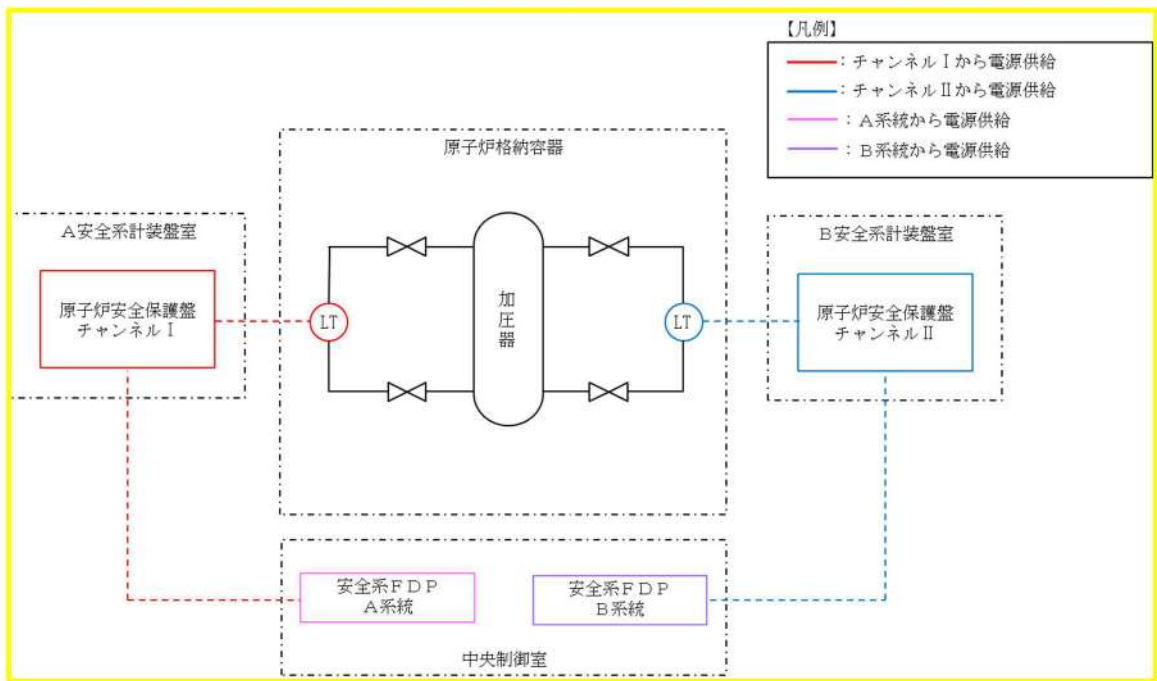 【凡例】
：チャンネルⅠから電源供給
：チャンネルⅡから電源供給
：Ａ系統から電源供給
：Ｂ系統から電源供給
原子炉格納容器
Ａ安全系計装盤室
原子炉安全保護盤
チャンネルⅠ
LT
加圧器
LT
Ｂ安全系計装盤室
原子炉安全保護盤
チャンネルⅡ
安全系ＦＤＰ
Ａ系統
安全系ＦＤＰ
Ｂ系統
中央制御室